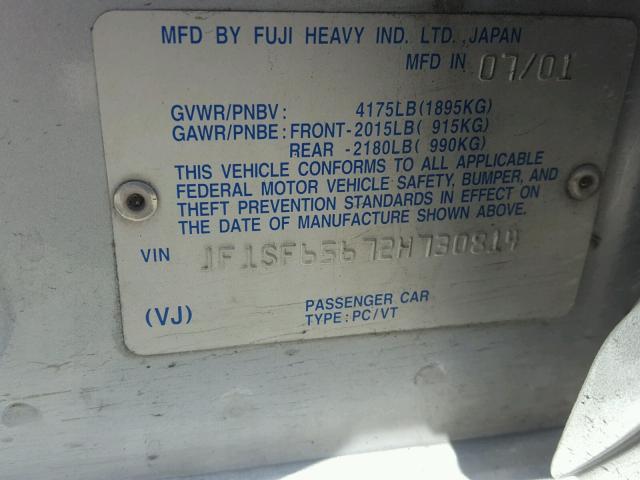 MFD BY FUJI HEAVY IND. LTD., JAPAN
MFD IN 07/01
GVWR/PNBV: 4175LB(1895KG)
GAWR/PNBE: FRONT-2015LB( 915KG)
REAR -2180LB( 990KG)
THIS VEHICLE CONFORMS TO ALL APPLICABLE
FEDERAL MOTOR VEHICLE SAFETY, BUMPER, AND
THEFT PREVENTION STANDARDS IN EFFECT ON
THE DATE OF MANUFACTURE SHOWN ABOVE.
VIN JF1SF65672H730814
(VJ) PASSENGER CAR
TYPE: PC/VT